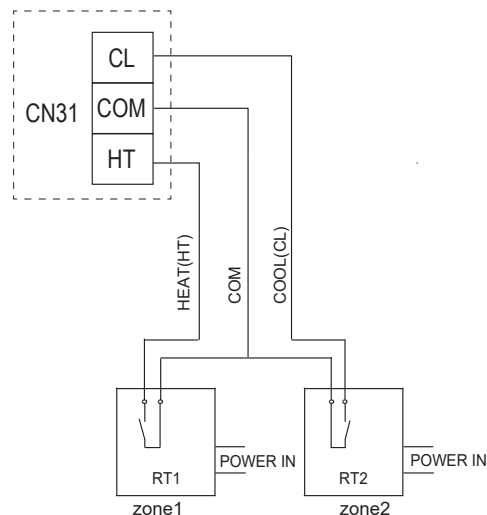 CL
CN31
COM
HT
HEAT(HT)
COM
COOL(CL)
RT1
POWER IN
zone1
RT2
POWER IN
zone2